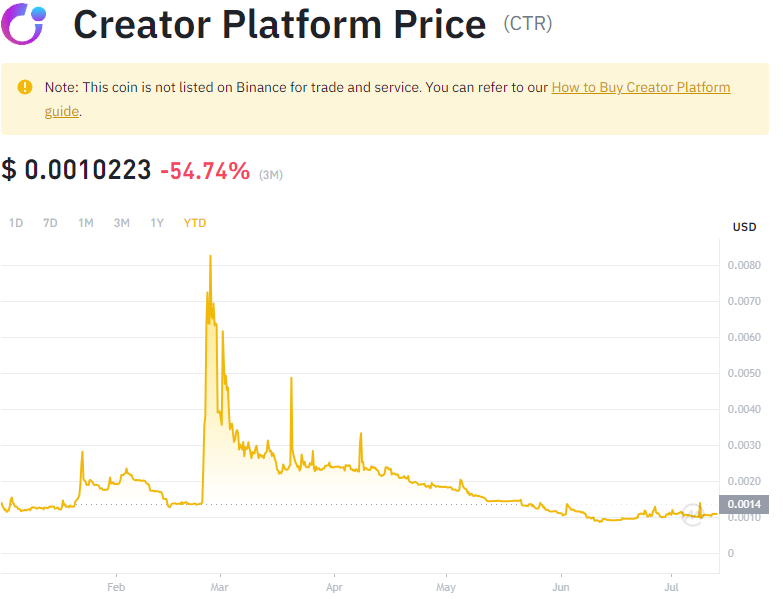 Creator Platform Price (CTR)
Note: This coin is not listed on Binance for trade and service. You can refer to our How to Buy Creator Platform
guide.
$ 0.0010223 -54.74% (3M)
1D 7D 1M 3M 1Y YTD
USD
0.0080
0.0070
0.0060
0.0050
0.0040
0.0030
0.0020
0.0014
0.0010
0
Feb Mar Apr May Jun Jul